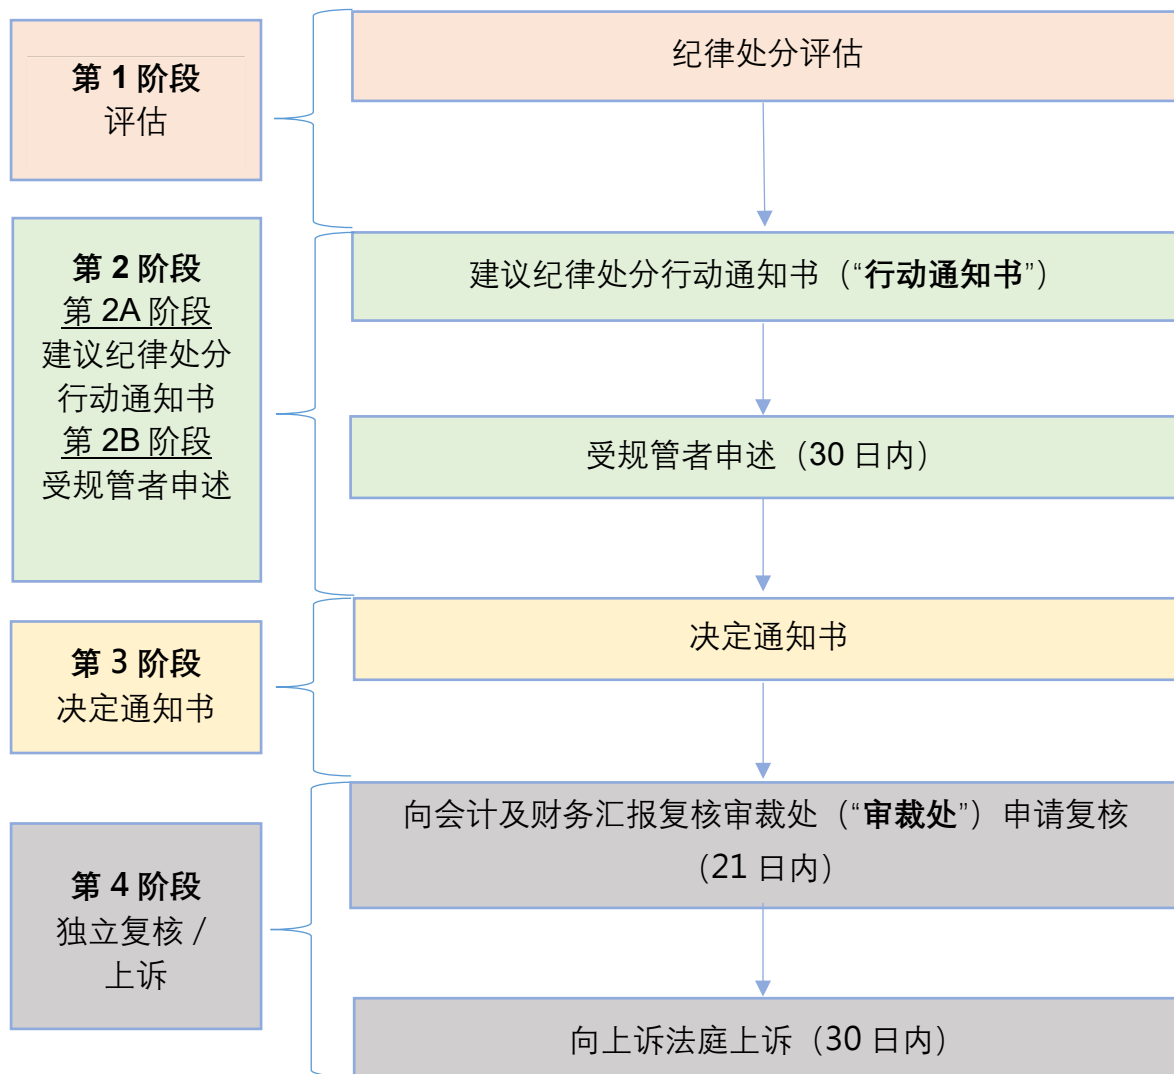 第 1 阶段
评估
纪律处分评估
第 2 阶段
第 2A 阶段
建议纪律处分
行动通知书
第 2B 阶段
受规管者申述
建议纪律处分行动通知书（“行动通知书”）
受规管者申述（30 日内）
第 3 阶段
决定通知书
决定通知书
第 4 阶段
独立复核 /
上诉
向会计及财务汇报复核审裁处（“审裁处”）申请复核
（21 日内）
向上诉法庭上诉（30 日内）